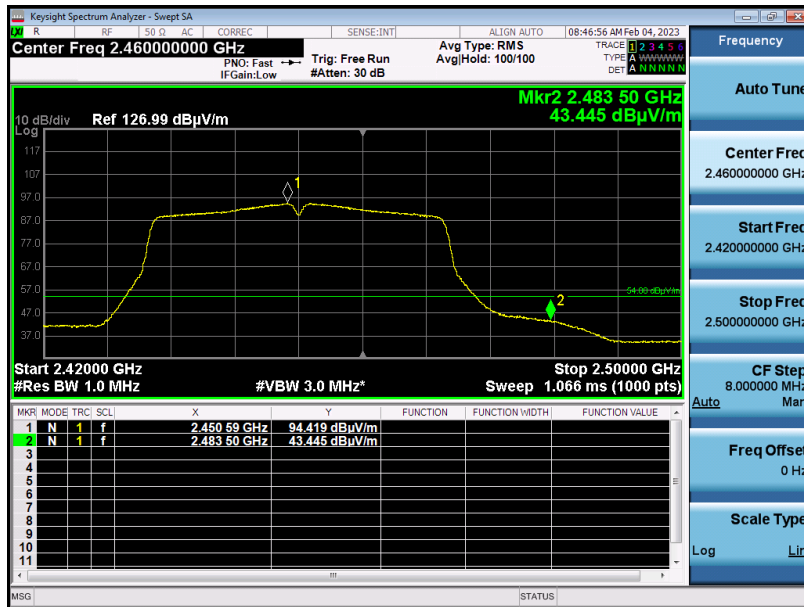 Keysight Spectrum Analyzer - Swept SA
LXI R RF 50 Ω AC CORREC SENSE:INT ALIGN AUTO 08:46:56 AM Feb 04, 2023
Center Freq 2.460000000 GHz
PNO: Fast
IFGain:Low
Trig: Free Run
#Atten: 30 dB
Avg Type: RMS
Avg|Hold: 100/100
TRACE 1 2 3 4 5 6
TYPE A WWWWW
DET A N N N N N
Mkr2 2.483 50 GHz
43.445 dBµV/m
10 dB/div Ref 126.99 dBµV/m
Log
117
107
97.0
87.0
77.0
67.0
57.0
47.0
37.0
1
2
54.00 dBµV/m
Start 2.42000 GHz Stop 2.50000 GHz
#Res BW 1.0 MHz #VBW 3.0 MHz* Sweep 1.066 ms (1000 pts)
MKR MODE TRC SCL X Y FUNCTION FUNCTION WIDTH FUNCTION VALUE
1 N 1 f 2.450 59 GHz 94.419 dBµV/m
2 N 1 f 2.483 50 GHz 43.445 dBµV/m
3
4
5
6
7
8
9
10
11
MSG STATUS
Frequency
Auto Tune
Center Freq
2.460000000 GHz
Start Freq
2.420000000 GHz
Stop Freq
2.500000000 GHz
CF Step
8.000000 MHz
Auto Man
Freq Offset
0 Hz
Scale Type
Log Lin